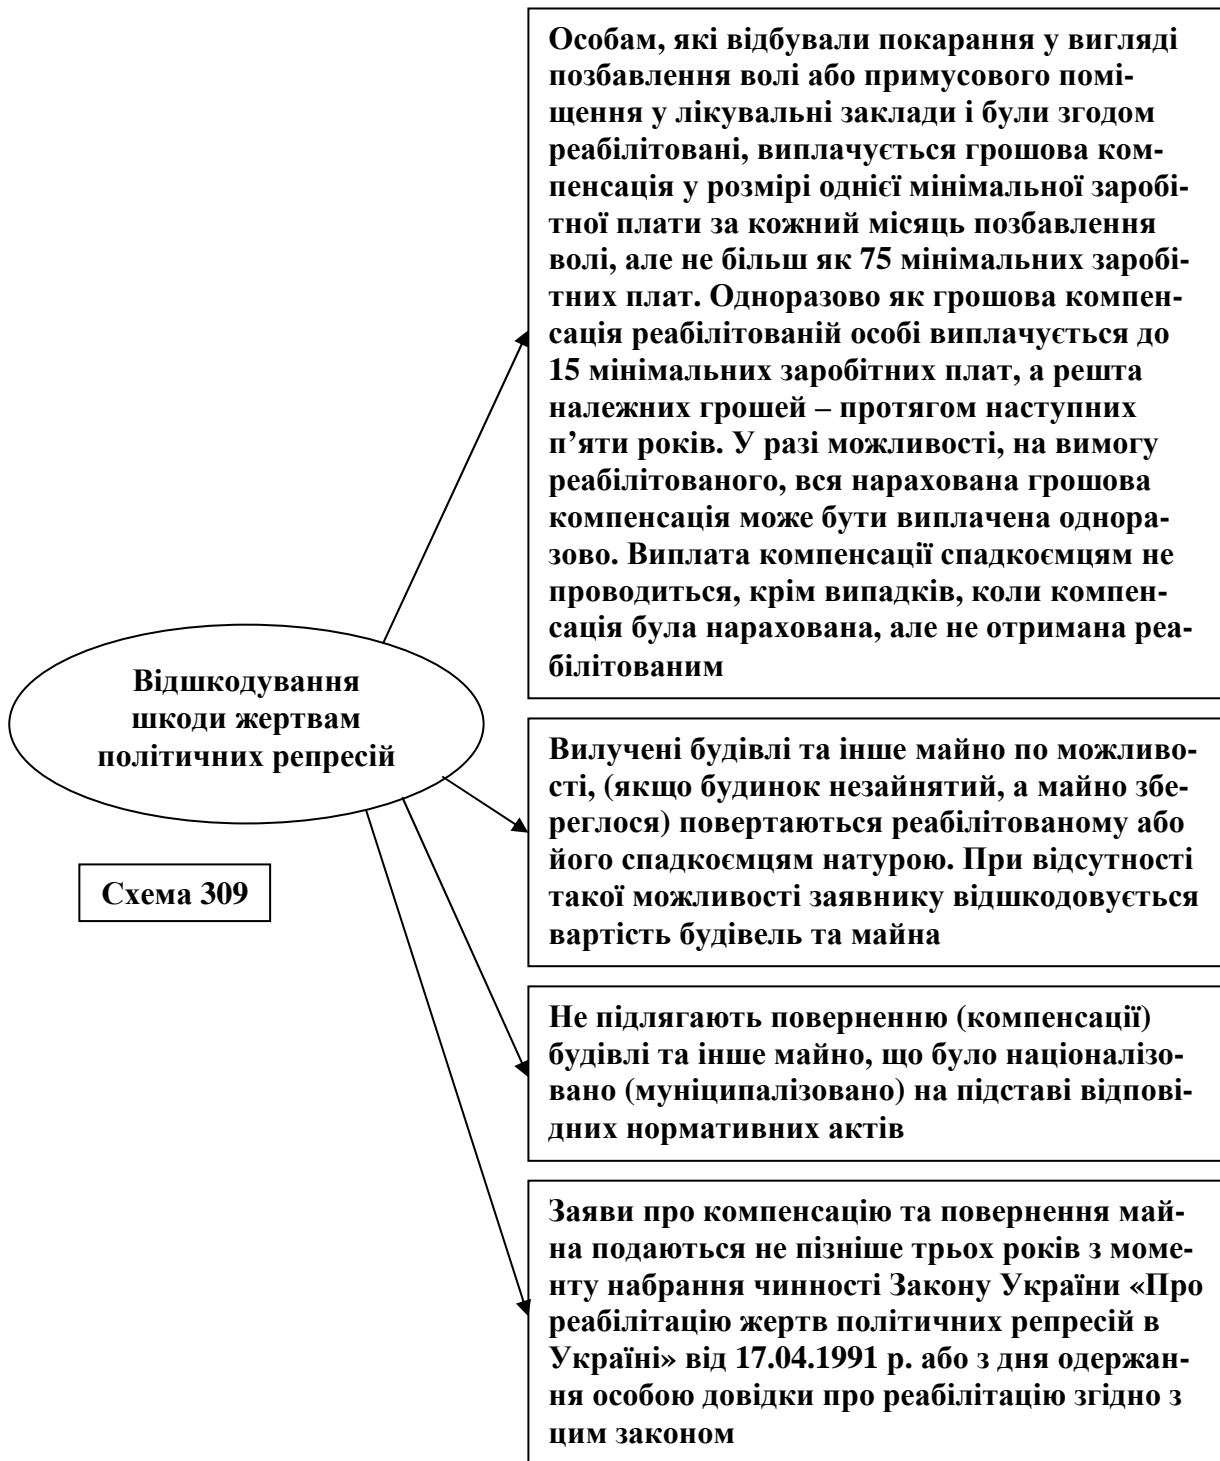 Відшкодування
шкоди жертвам
політичних репресій
Схема 309
Особам, які відбували покарання у вигляді
позбавлення волі або примусового помі-
щення у лікувальні заклади і були згодом
реабілітовані, виплачується грошова ком-
пенсація у розмірі однієї мінімальної заробі-
тної плати за кожний місяць позбавлення
волі, але не більш як 75 мінімальних заробі-
тних плат. Одноразово як грошова компен-
сація реабілітованій особі виплачується до
15 мінімальних заробітних плат, а решта
належних грошей – протягом наступних
п’яти років. У разі можливості, на вимогу
реабілітованого, вся нарахована грошова
компенсація може бути виплачена однора-
зово. Виплата компенсації спадкоємцям не
проводиться, крім випадків, коли компен-
сація була нарахована, але не отримана реа-
білітованим
Вилучені будівлі та інше майно по можливо-
сті, (якщо будинок незайнятий, а майно збе-
реглося) повертаються реабілітованому або
його спадкоємцям натурою. При відсутності
такої можливості заявнику відшкодовується
вартість будівель та майна
Не підлягають поверненню (компенсації)
будівлі та інше майно, що було націоналізо-
вано (муніципалізовано) на підставі відпові-
дних нормативних актів
Заяви про компенсацію та повернення май-
на подаються не пізніше трьох років з моме-
нту набрання чинності Закону України «Про
реабілітацію жертв політичних репресій в
Україні» від 17.04.1991 р. або з дня одержан-
ня особою довідки про реабілітацію згідно з
цим законом